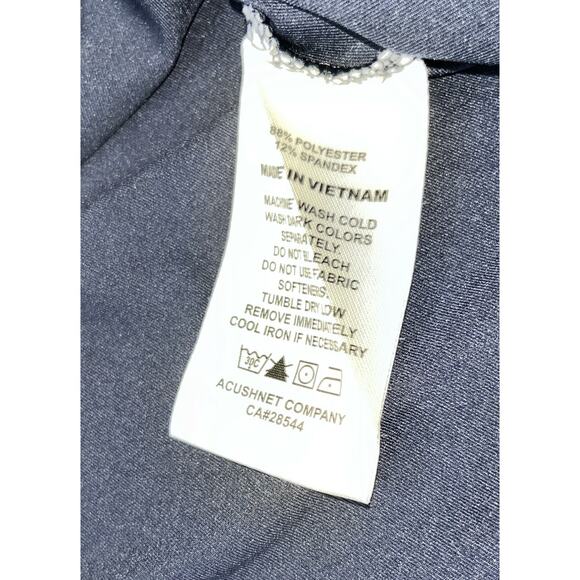 88% POLYESTER
12% SPANDEX
MADE IN VIETNAM
MACHINE WASH COLD
WASH DARK COLORS
SEPARATELY
DO NOT BLEACH
DO NOT USE FABRIC
SOFTENERS.
TUMBLE DRY LOW
REMOVE IMMEDIATELY
COOL IRON IF NECESSARY
30C
ACUSHNET COMPANY
CA#28544